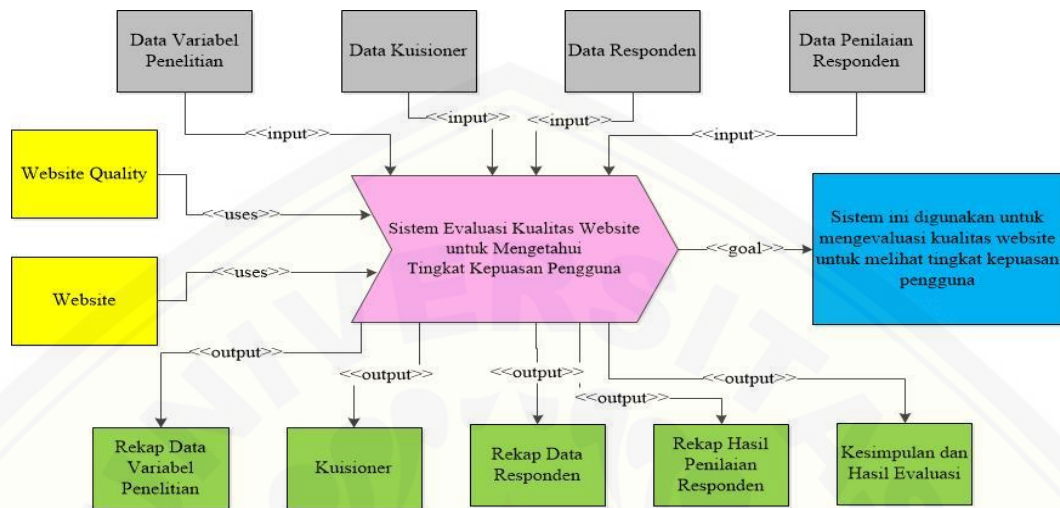 Data Variabel
Penelitian
Data Kuisioner
Data Responden
Data Penilaian
Responden
<<input>>
<<input>>
<<input>>
<<input>>
Website Quality
<<uses>>
Website
<<uses>>
Sistem Evaluasi Kualitas Website
untuk Mengetahui
Tingkat Kepuasan Pengguna
<<goal>>
Sistem ini digunakan untuk
mengevaluasi kualitas website
untuk melihat tingkat kepuasan
pengguna
<<output>>
<<output>>
<<output>>
<<output>>
<<output>>
Rekap Data
Variabel
Penelitian
Kuisioner
Rekap Data
Responden
Rekap Hasil
Penilaian
Responden
Kesimpulan dan
Hasil Evaluasi
NIVERSITAS